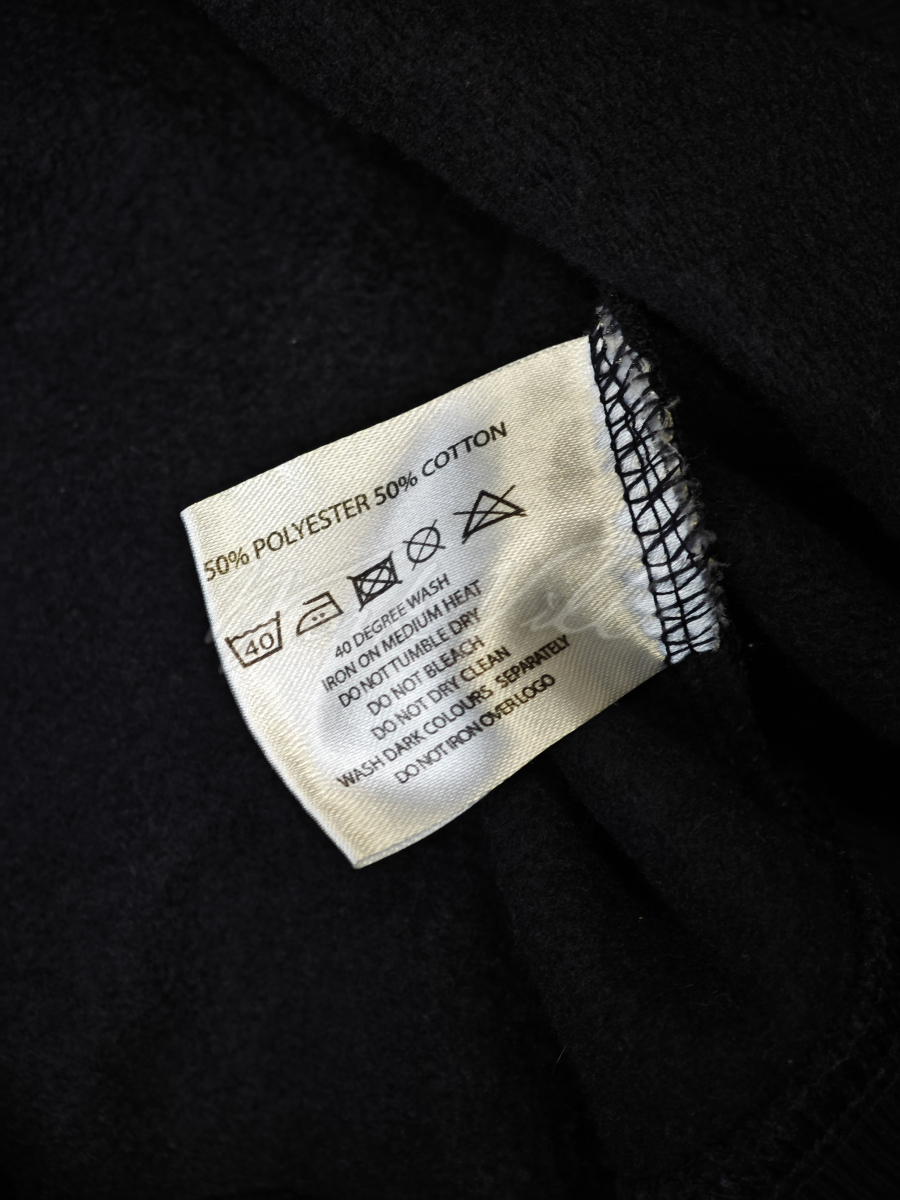 50% POLYESTER 50% COTTON
40
40 DEGREE WASH
IRON ON MEDIUM HEAT
DO NOT TUMBLE DRY
DO NOT BLEACH
DO NOT DRY CLEAN
WASH DARK COLOURS SEPARATELY
DO NOT IRON OVER LOGO